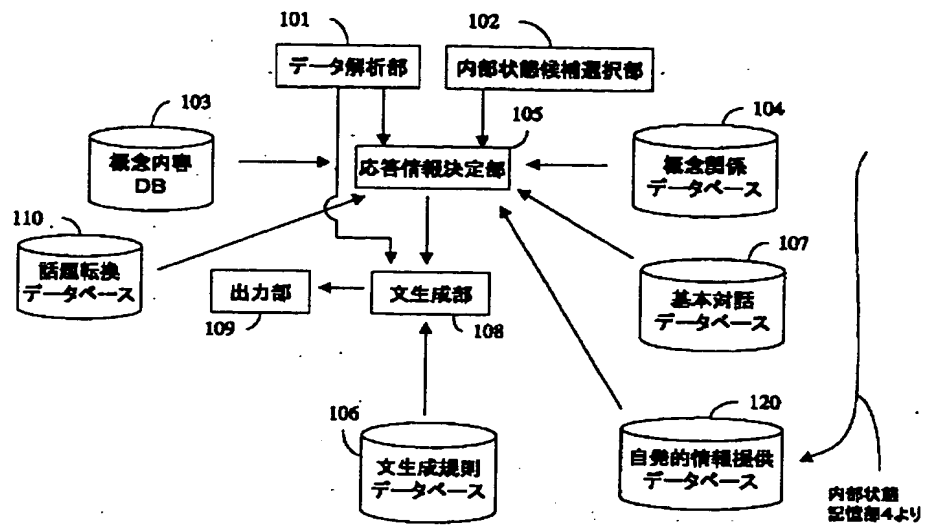 101
102
データ解析部
内部状態候補選択部
103
105
104
概念内容
DB
応答情報決定部
概念関係
データベース
110
107
話題転換
データベース
出力部
文生成部
基本対話
データベース
109
108
106
120
文生成規則
データベース
自発的情報提供
データベース
内部状態
記憶部4より